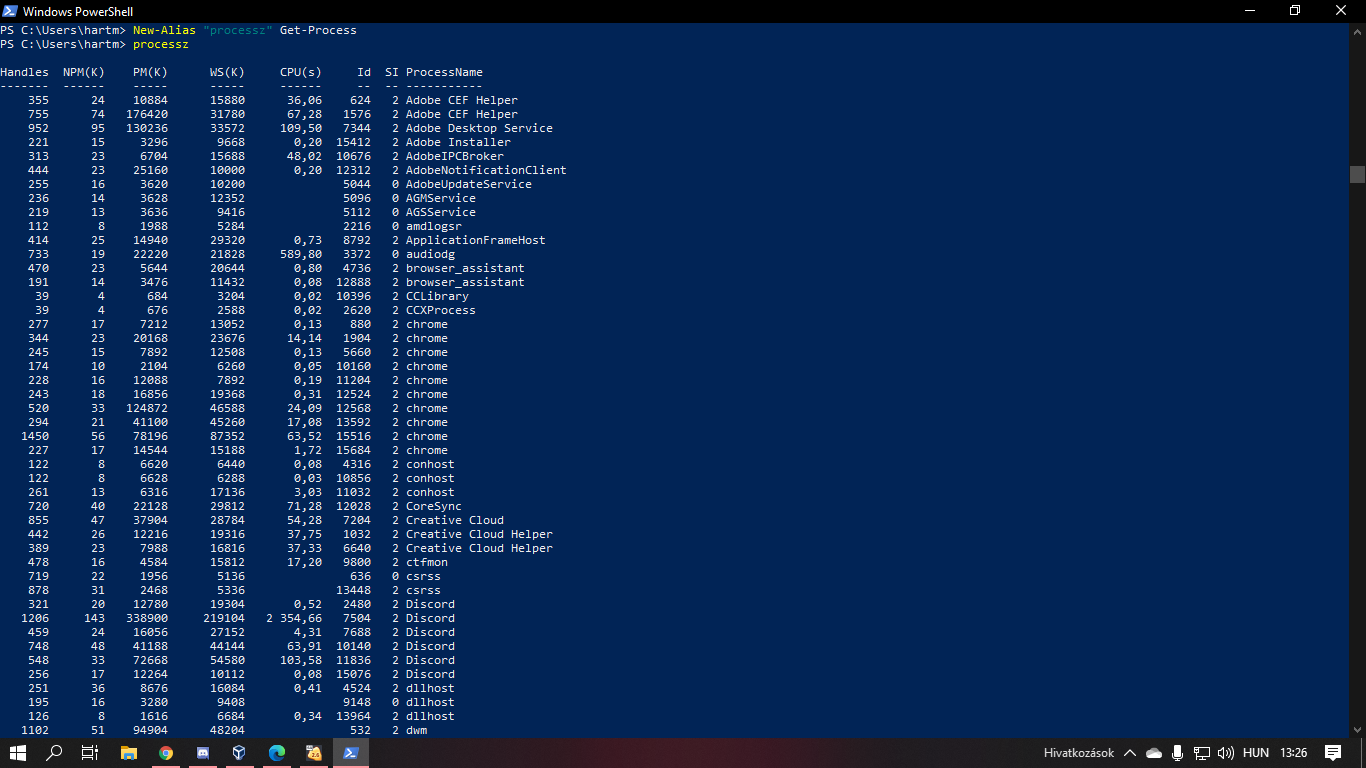 Windows PowerShell
PS C:\Users\hartm> New-Alias "processz" Get-Process
PS C:\Users\hartm> processz
Handles NPM(K) PM(K) WS(K) CPU(s) Id SI ProcessName
------- ------ ----- ----- ------ -- -- -----------
355 24 10884 15880 36,06 624 2 Adobe CEF Helper
755 74 176420 31780 67,28 1576 2 Adobe CEF Helper
952 95 130236 33572 109,50 7344 2 Adobe Desktop Service
221 15 3296 9668 0,20 15412 2 Adobe Installer
313 23 6704 15688 48,02 10676 2 AdobeIPCBroker
444 23 25160 10000 0,20 12312 2 AdobeNotificationClient
255 16 3620 10200 5044 0 AdobeUpdateService
236 14 3628 12352 5096 0 AGMService
219 13 3636 9416 5112 0 AGSService
112 8 1988 5284 2216 0 amdlogsr
414 25 14940 29320 0,73 8792 2 ApplicationFrameHost
733 19 22220 21828 589,80 3372 0 audiodg
470 23 5644 20644 0,80 4736 2 browser_assistant
191 14 3476 11432 0,08 12888 2 browser_assistant
39 4 684 3204 0,02 10396 2 CCLibrary
39 4 676 2588 0,02 2620 2 CCXProcess
277 17 7212 13052 0,13 880 2 chrome
344 23 20168 23676 14,14 1904 2 chrome
245 15 7892 12508 0,13 5660 2 chrome
174 10 2104 6260 0,05 10160 2 chrome
228 16 12088 7892 0,19 11204 2 chrome
243 18 16856 19368 0,31 12524 2 chrome
520 33 124872 46588 24,09 12568 2 chrome
294 21 41100 45260 17,08 13592 2 chrome
1450 56 78196 87352 63,52 15516 2 chrome
227 17 14544 15188 1,72 15684 2 chrome
122 8 6620 6440 0,08 4316 2 conhost
122 8 6628 6288 0,03 10856 2 conhost
261 13 6316 17136 3,03 11032 2 conhost
720 40 22128 29812 71,28 12028 2 CoreSync
855 47 37904 28784 54,28 7204 2 Creative Cloud
442 26 12216 19316 37,75 1032 2 Creative Cloud Helper
389 23 7988 16816 37,33 6640 2 Creative Cloud Helper
478 16 4584 15812 17,20 9800 2 ctfmon
719 22 1956 5136 636 0 csrss
878 31 2468 5336 13448 2 csrss
321 20 12780 19304 0,52 2480 2 Discord
1206 143 338900 219104 2 354,66 7504 2 Discord
459 24 16056 27152 4,31 7688 2 Discord
748 48 41188 44144 63,91 10140 2 Discord
548 33 72668 54580 103,58 11836 2 Discord
256 17 12264 10112 0,08 15076 2 Discord
251 36 8676 16084 0,41 4524 2 dllhost
195 16 3280 9408 9148 0 dllhost
126 8 1616 6684 0,34 13964 2 dllhost
1102 51 94904 48204 532 2 dwm
Hivatkozások HUN 13:26